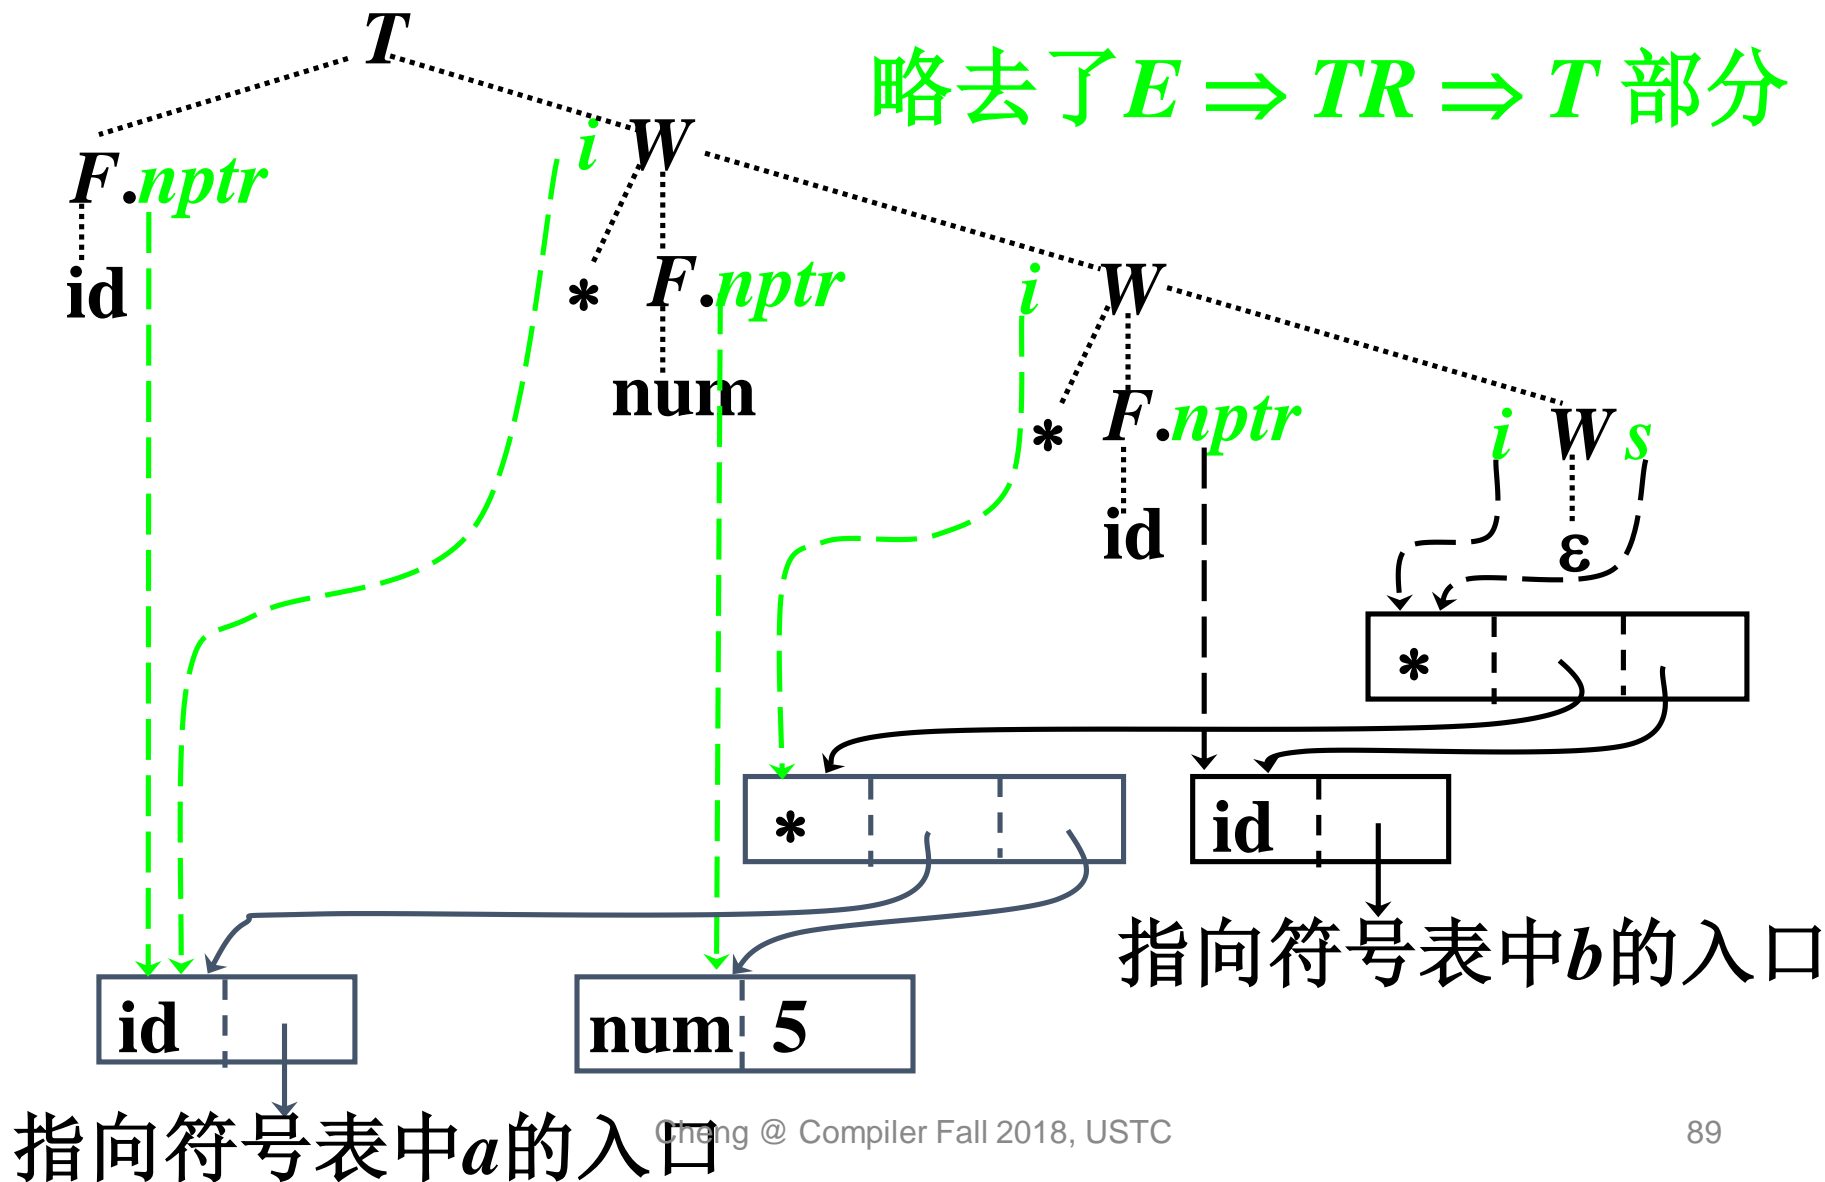 T
略去了E ⇒ TR ⇒ T 部分
i W
F.nptr
id
* F.nptr
i W
num
* F.nptr
i W s
id
ε
*
*
id
指向符号表中b的入口
id
num 5
指向符号表中a的入口
Cheng @ Compiler Fall 2018, USTC
89